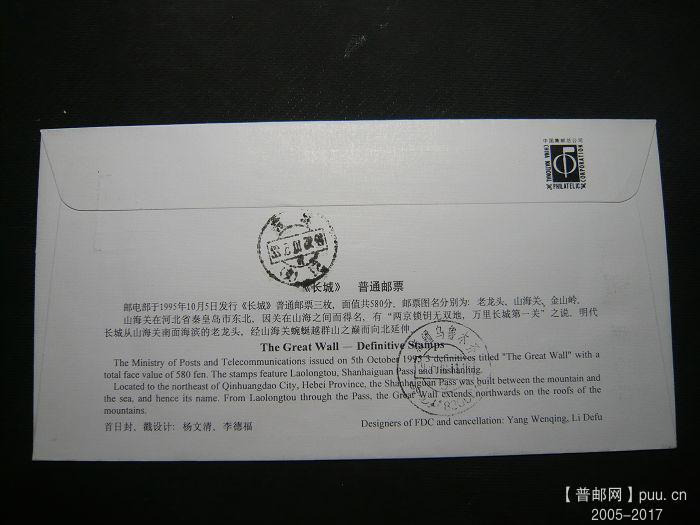 中国集邮总公司
CHINA NATIONAL
PHILATELIC
CORPORATION
《长城》 普通邮票
邮电部于1995年10月5日发行《长城》普通邮票三枚，面值共580分，邮票图名分别为：老龙头、山海关、金山岭。
山海关在河北省秦皇岛市东北，因关在山海之间而得名，有“两京锁钥无双地，万里长城第一关”之说。明代
长城从山海关南面海滨的老龙头，经山海关蜿蜒越群山之巅而向北延伸。
The Great Wall — Definitive Stamps
The Ministry of Posts and Telecommunications issued on 5th October 1995 3 definitives titled "The Great Wall" with a
total face value of 580 fen. The stamps feature Laolongtou, Shanhaiguan Pass and Jinshanling.
Located to the northeast of Qinhuangdao City, Hebei Province, the Shanhaiguan Pass was built between the mountain and
the sea, and hence its name. From Laolongtou through the Pass, the Great Wall extends northwards on the roofs of the
mountains.
首日封、戳设计：杨文清、李德福
Designers of FDC and cancellation: Yang Wenqing, Li Defu
乌鲁木齐
【普邮网】puu.cn
2005-2017